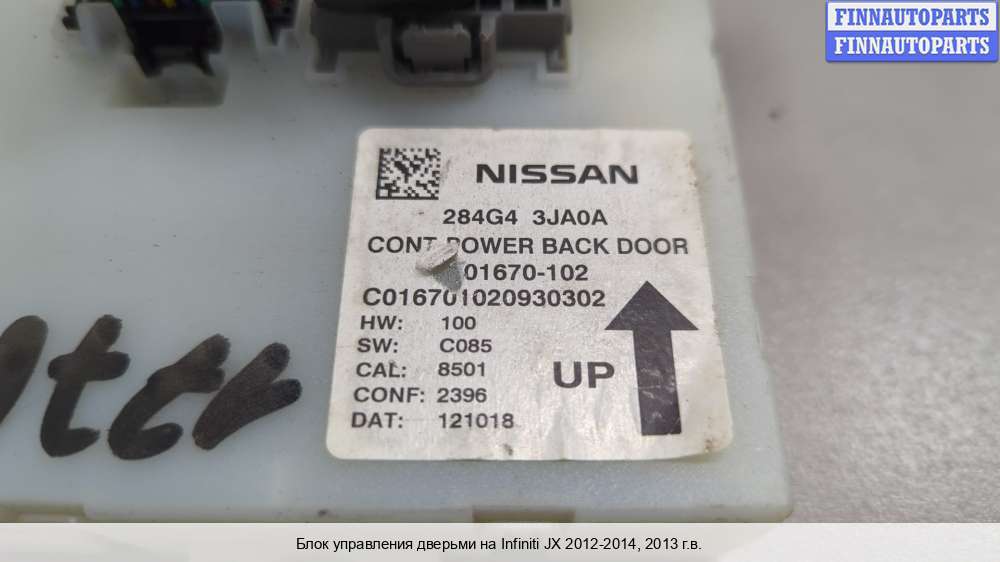 FINNAUTOPARTS
FINNAUTOPARTS
NISSAN
284G4 3JA0A
CONT POWER BACK DOOR
01670-102
C016701020930302
HW: 100
SW: C085
CAL: 8501
CONF: 2396
DAT: 121018
UP
Блок управления дверьми на Infiniti JX 2012-2014, 2013 г.в.